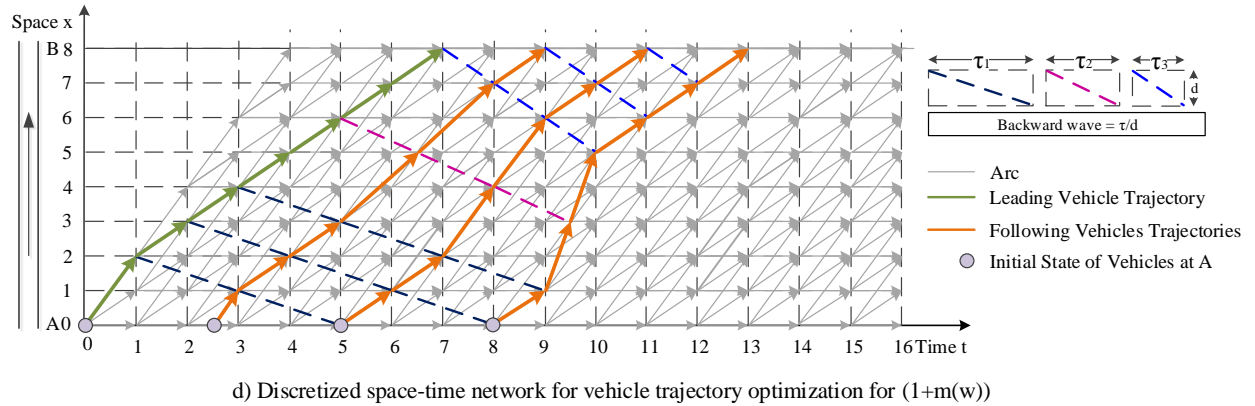 Space x
B 8
7
6
5
4
3
2
1
A0
0 1 2 3 4 5 6 7 8 9 10 11 12 13 14 15 16 Time t
τ1 τ2 τ3
d
Backward wave = τ/d
Arc
Leading Vehicle Trajectory
Following Vehicles Trajectories
Initial State of Vehicles at A
d) Discretized space-time network for vehicle trajectory optimization for (1+m(w))